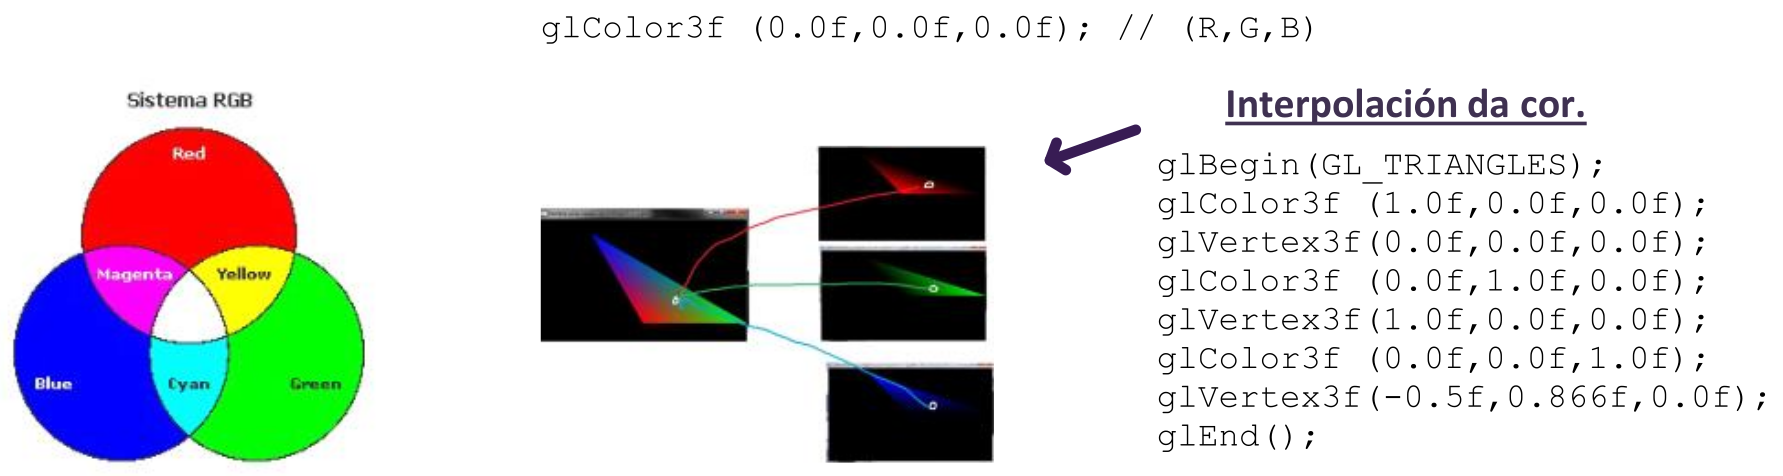 glColor3f (0.0f,0.0f,0.0f); // (R,G,B)
Sistema RGB
Red
Magenta
Yellow
Blue
Cyan
Green
Interpolación da cor.
glBegin(GL_TRIANGLES);
glColor3f (1.0f,0.0f,0.0f);
glVertex3f(0.0f,0.0f,0.0f);
glColor3f (0.0f,1.0f,0.0f);
glVertex3f(1.0f,0.0f,0.0f);
glColor3f (0.0f,0.0f,1.0f);
glVertex3f(-0.5f,0.866f,0.0f);
glEnd();